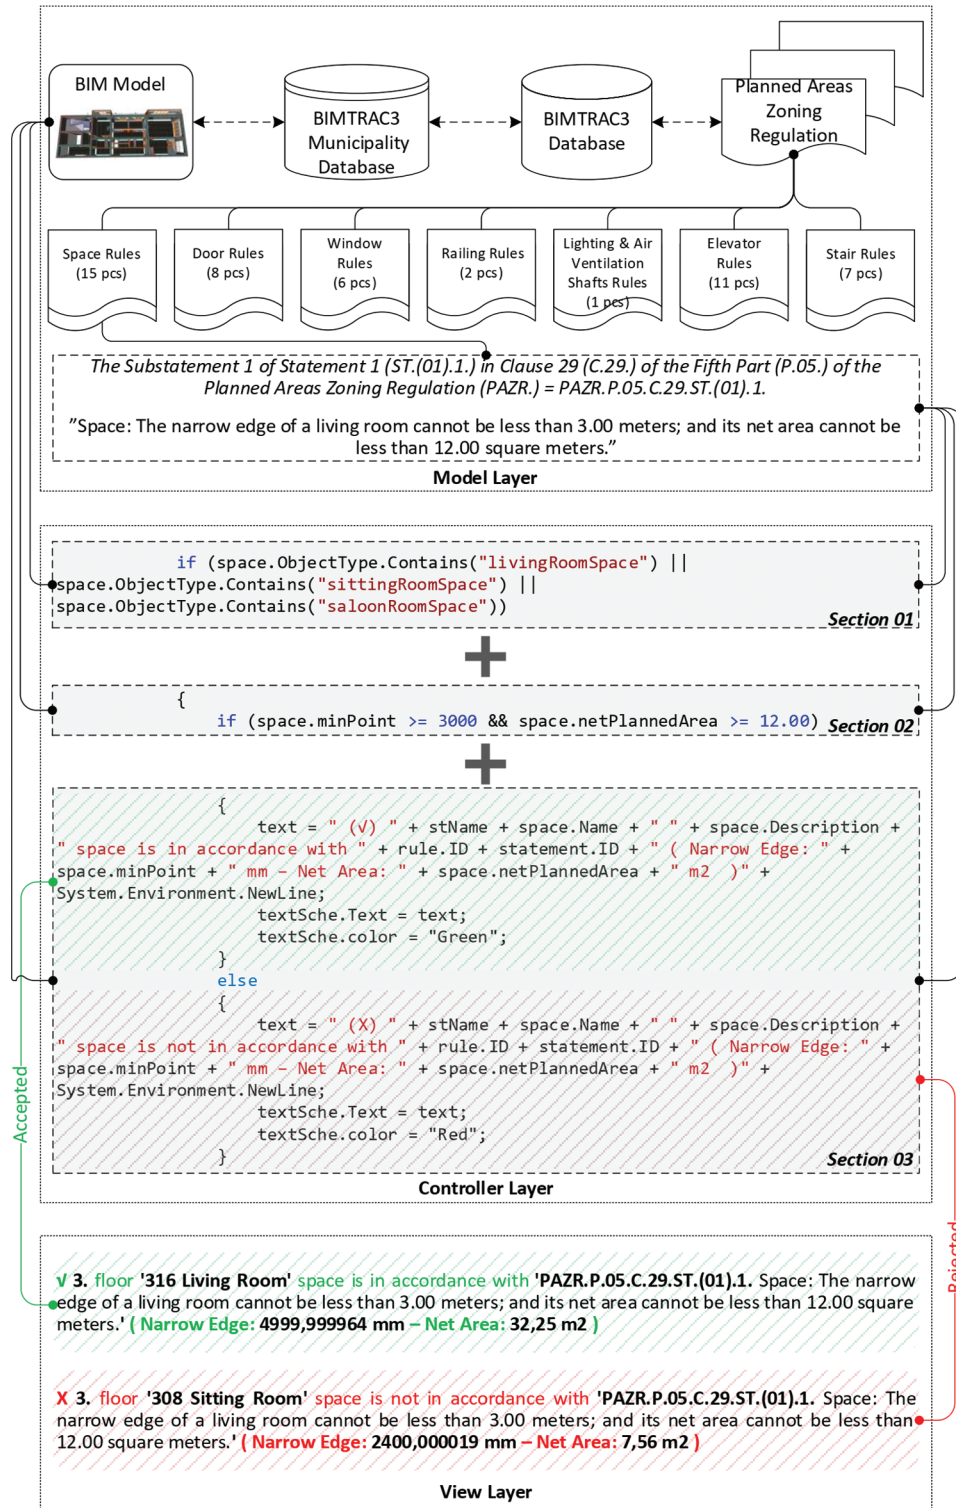 BIM Model
BIMTRAC3
Municipality
Database
BIMTRAC3
Database
Planned Areas
Zoning
Regulation
Space Rules
(15 pcs)
Door Rules
(8 pcs)
Window
Rules
(6 pcs)
Railing Rules
(2 pcs)
Lighting & Air
Ventilation
Shafts Rules
(1 pcs)
Elevator
Rules
(11 pcs)
Stair Rules
(7 pcs)
The Substatement 1 of Statement 1 (ST.(01).1.) in Clause 29 (C.29.) of the Fifth Part (P.05.) of the
Planned Areas Zoning Regulation (PAZR.) = PAZR.P.05.C.29.ST.(01).1.
”Space: The narrow edge of a living room cannot be less than 3.00 meters; and its net area cannot be
less than 12.00 square meters.”
Model Layer
if (space.ObjectType.Contains("livingRoomSpace") ||
space.ObjectType.Contains("sittingRoomSpace") ||
space.ObjectType.Contains("saloonRoomSpace"))
Section 01
{
if (space.minPoint >= 3000 && space.netPlannedArea >= 12.00)
Section 02
{
text = " (√) " + stName + space.Name + " " + space.Description +
" space is in accordance with " + rule.ID + statement.ID + " ( Narrow Edge: " +
space.minPoint + " mm – Net Area: " + space.netPlannedArea + " m2  )" +
System.Environment.NewLine;
textSche.Text = text;
textSche.color = "Green";
}
else
{
text = " (X) " + stName + space.Name + " " + space.Description +
" space is not in accordance with " + rule.ID + statement.ID + " ( Narrow Edge: " +
space.minPoint + " mm – Net Area: " + space.netPlannedArea + " m2  )" +
System.Environment.NewLine;
textSche.Text = text;
textSche.color = "Red";
}
Section 03
Controller Layer
Accepted
Rejected
√ 3. floor '316 Living Room' space is in accordance with 'PAZR.P.05.C.29.ST.(01).1. Space: The narrow
edge of a living room cannot be less than 3.00 meters; and its net area cannot be less than 12.00 square
meters.' ( Narrow Edge: 4999,999964 mm – Net Area: 32,25 m2 )
X 3. floor '308 Sitting Room' space is not in accordance with 'PAZR.P.05.C.29.ST.(01).1. Space: The
narrow edge of a living room cannot be less than 3.00 meters; and its net area cannot be less than
12.00 square meters.' ( Narrow Edge: 2400,000019 mm – Net Area: 7,56 m2 )
View Layer